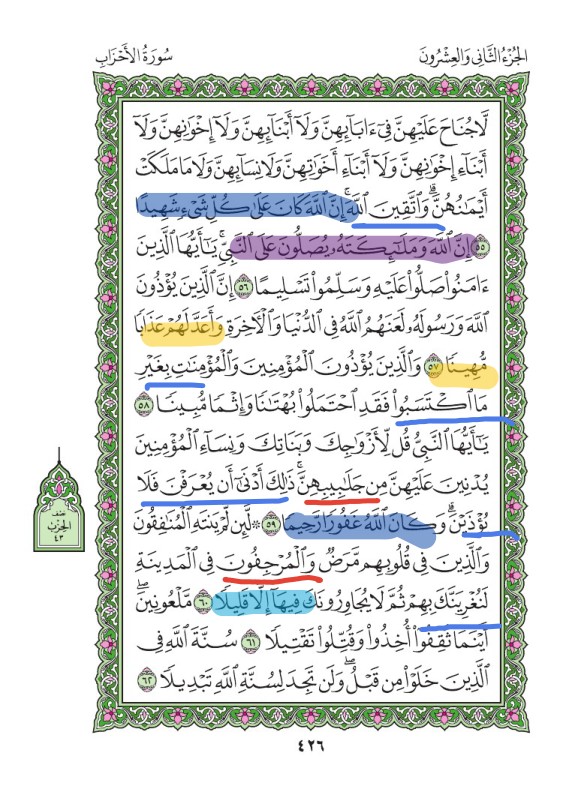 الجُزْءُ الثَّانِي وَالعِشْرُونَ
سُورَةُ الأَحْزَابِ
لَّا جُنَاحَ عَلَيْهِنَّ فِىٓ ءَابَآئِهِنَّ وَلَآ أَبْنَآئِهِنَّ وَلَآ إِخْوَٰنِهِنَّ وَلَآ
أَبْنَآءِ إِخْوَٰنِهِنَّ وَلَآ أَبْنَآءِ أَخَوَٰتِهِنَّ وَلَا نِسَآئِهِنَّ وَلَا مَا مَلَكَتْ
أَيْمَٰنُهُنَّ ۗ وَٱتَّقِينَ ٱللَّهَ ۚ إِنَّ ٱللَّهَ كَانَ عَلَىٰ كُلِّ شَىْءٍ شَهِيدًا
٥٥ إِنَّ ٱللَّهَ وَمَلَٰٓئِكَتَهُۥ يُصَلُّونَ عَلَى ٱلنَّبِىِّ ۚ يَٰٓأَيُّهَا ٱلَّذِينَ
ءَامَنُوا۟ صَلُّوا۟ عَلَيْهِ وَسَلِّمُوا۟ تَسْلِيمًا ٥٦ إِنَّ ٱلَّذِينَ يُؤْذُونَ
ٱللَّهَ وَرَسُولَهُۥ لَعَنَهُمُ ٱللَّهُ فِى ٱلدُّنْيَا وَٱلْءَاخِرَةِ وَأَعَدَّ لَهُمْ عَذَابًا
مُّهِينًا ٥٧ وَٱلَّذِينَ يُؤْذُونَ ٱلْمُؤْمِنِينَ وَٱلْمُؤْمِنَٰتِ بِغَيْرِ
مَا ٱكْتَسَبُوا۟ فَقَدِ ٱحْتَمَلُوا۟ بُهْتَٰنًا وَإِثْمًا مُّبِينًا ٥٨
يَٰٓأَيُّهَا ٱلنَّبِىُّ قُل لِّأَزْوَٰجِكَ وَبَنَاتِكَ وَنِسَآءِ ٱلْمُؤْمِنِينَ
يُدْنِينَ عَلَيْهِنَّ مِن جَلَٰبِيبِهِنَّ ۚ ذَٰلِكَ أَدْنَىٰٓ أَن يُعْرَفْنَ فَلَا
يُؤْذَيْنَ ۗ وَكَانَ ٱللَّهُ غَفُورًا رَّحِيمًا ٥٩ ۞ لَّئِن لَّمْ يَنتَهِ ٱلْمُنَٰفِقُونَ
وَٱلَّذِينَ فِى قُلُوبِهِم مَّرَضٌ وَٱلْمُرْجِفُونَ فِى ٱلْمَدِينَةِ
لَنُغْرِيَنَّكَ بِهِمْ ثُمَّ لَا يُجَاوِرُونَكَ فِيهَآ إِلَّا قَلِيلًا ٦٠ مَّلْعُونِينَ ۖ
أَيْنَمَا ثُقِفُوٓا۟ أُخِذُوا۟ وَقُتِّلُوا۟ تَقْتِيلًا ٦١ سُنَّةَ ٱللَّهِ فِى
ٱلَّذِينَ خَلَوْا۟ مِن قَبْلُ ۖ وَلَن تَجِدَ لِسُنَّةِ ٱللَّهِ تَبْدِيلًا ٦٢
نصف
الحزب
٤٣
٤٢٦